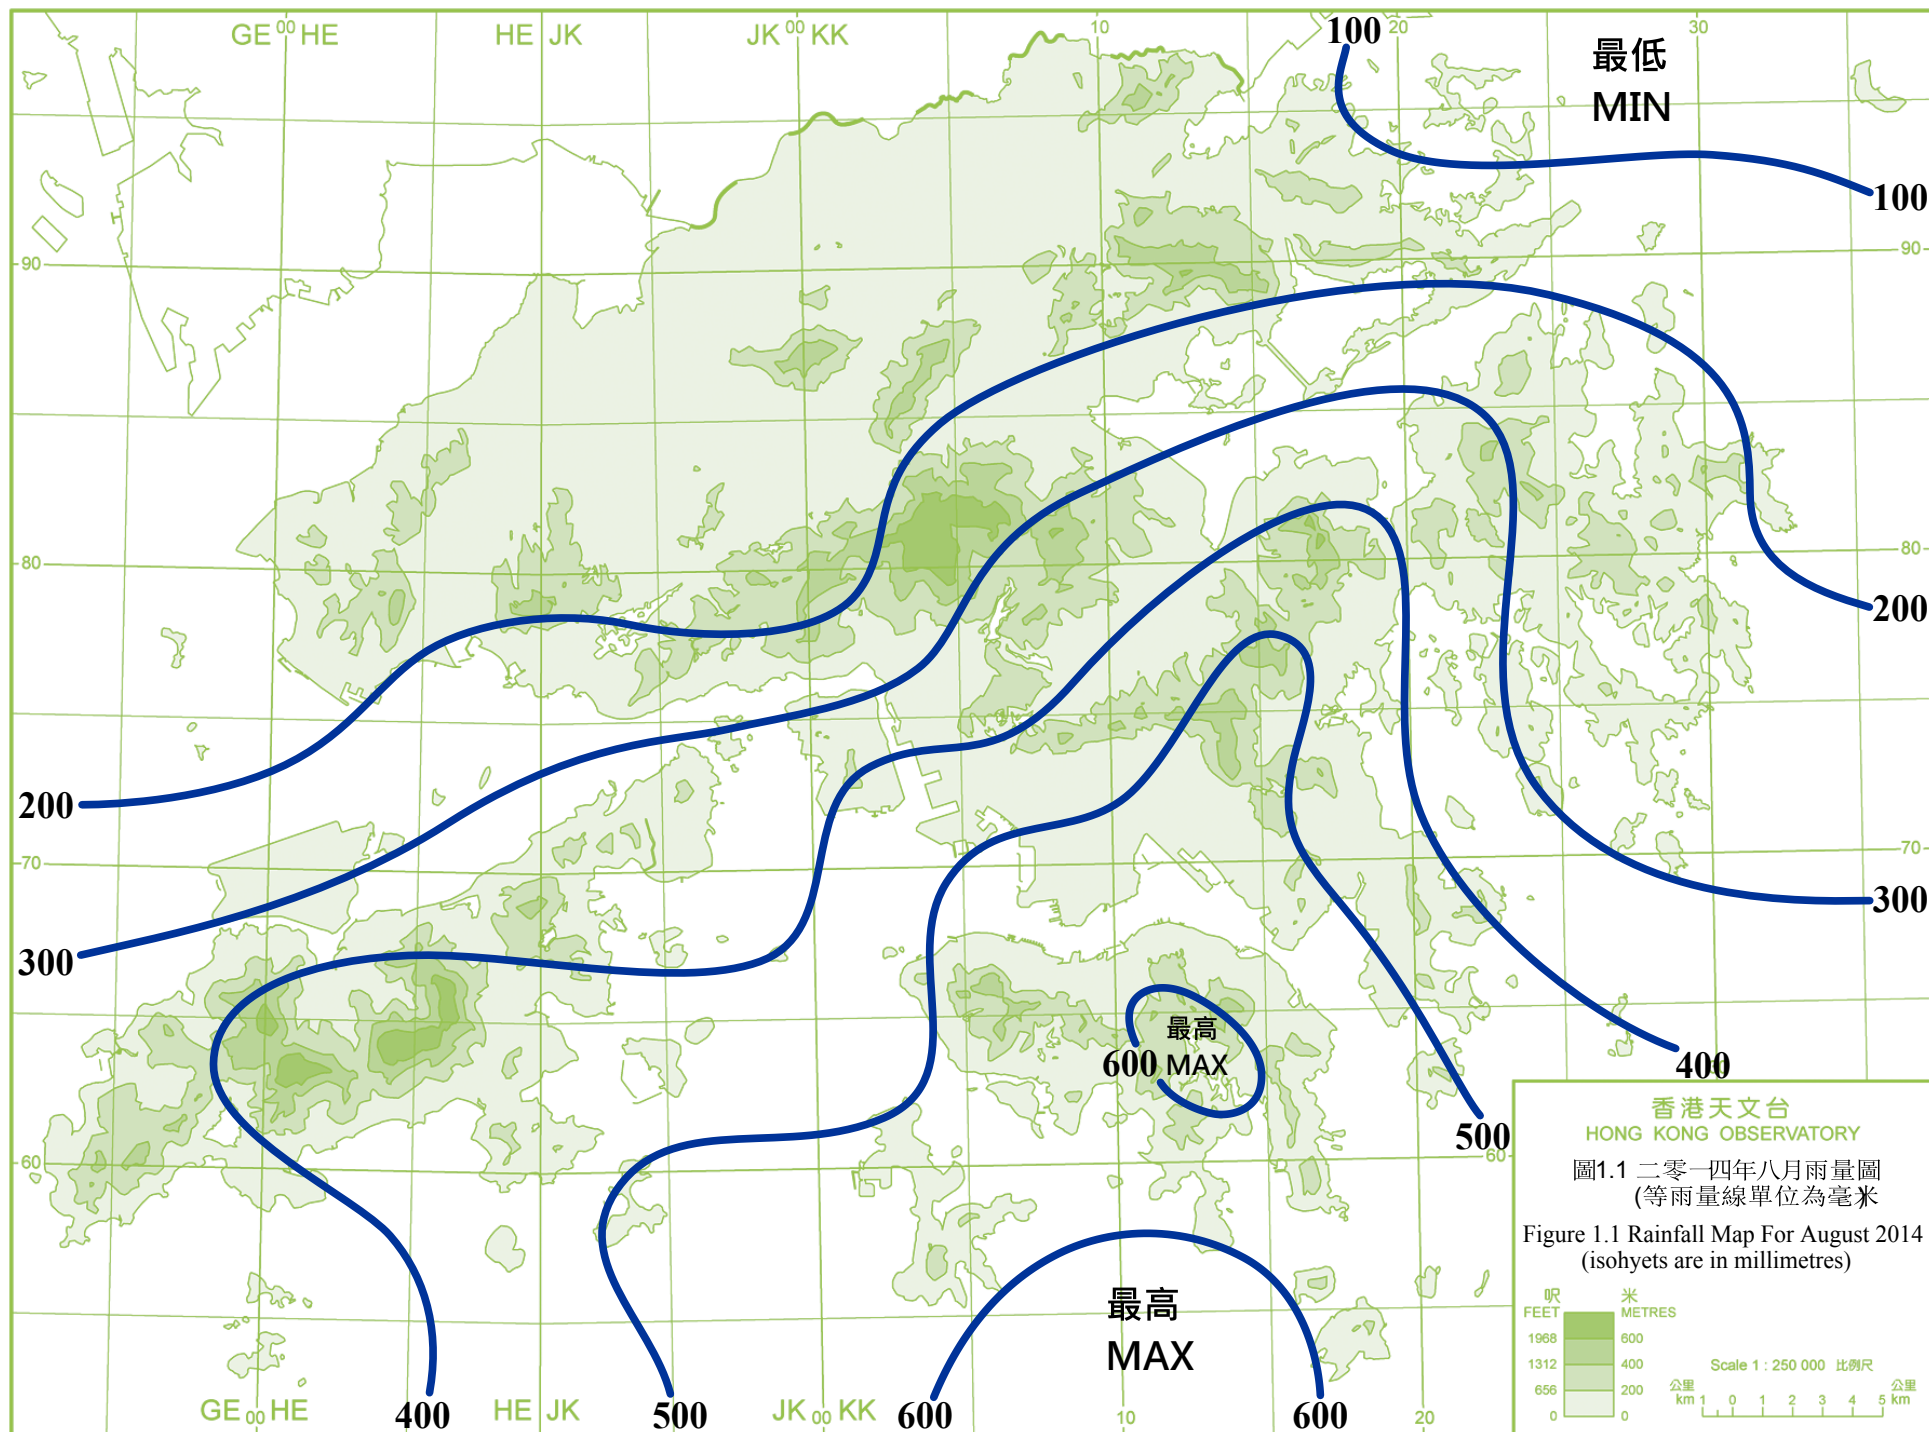 GE 00 HE
HE JK
JK 00 KK
10
20
30
100
最低
MIN
100
90
90
80
80
200
200
70
70
300
300
最高
MAX
600
400
500
60
60
最高
MAX
GE 00 HE
400
HE JK
500
JK 00 KK
600
10
600
20
香港天文台
HONG KONG OBSERVATORY
圖1.1 二零一四年八月雨量圖
(等雨量線單位為毫米
Figure 1.1 Rainfall Map For August 2014
(isohyets are in millimetres)
呎 米
FEET METRES
1968 600
1312 400
656 200
0 0
Scale 1 : 250 000 比例尺
公里 公里
km 1 0 1 2 3 4 5 km